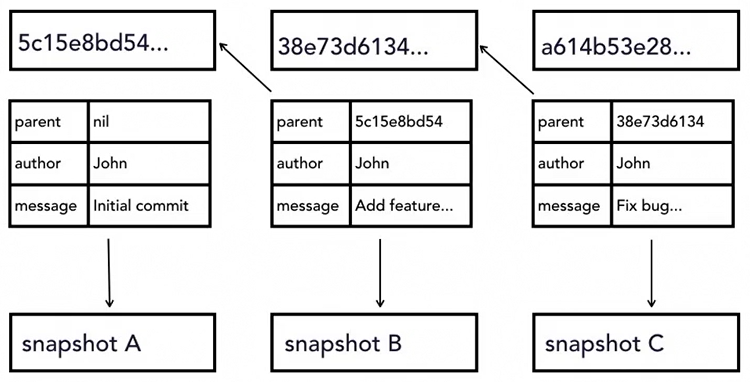 5c15e8bd54...
38e73d6134...
a614b53e28...
parent nil
author John
message Initial commit
parent 5c15e8bd54
author John
message Add feature...
parent 38e73d6134
author John
message Fix bug...
snapshot A
snapshot B
snapshot C